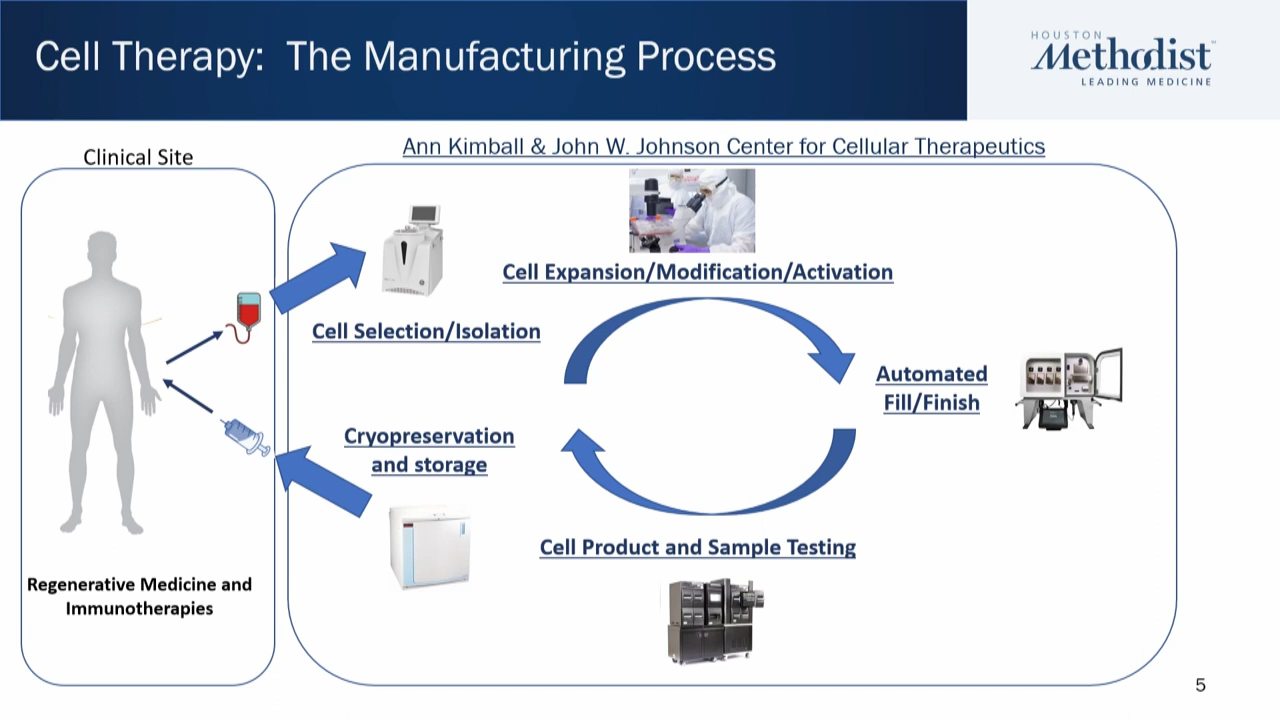 Cell Therapy: The Manufacturing Process
HOUSTON
Methodist
LEADING MEDICINE
Clinical Site
Ann Kimball & John W. Johnson Center for Cellular Therapeutics
Cell Expansion/Modification/Activation
Cell Selection/Isolation
Automated
Fill/Finish
Cryopreservation
and storage
Cell Product and Sample Testing
Regenerative Medicine and
Immunotherapies
5